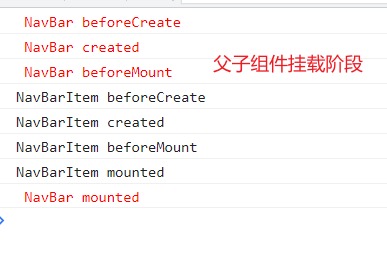 NavBar beforeCreate
NavBar created
NavBar beforeMount
父子组件挂载阶段
NavBarItem beforeCreate
NavBarItem created
NavBarItem beforeMount
NavBarItem mounted
NavBar mounted